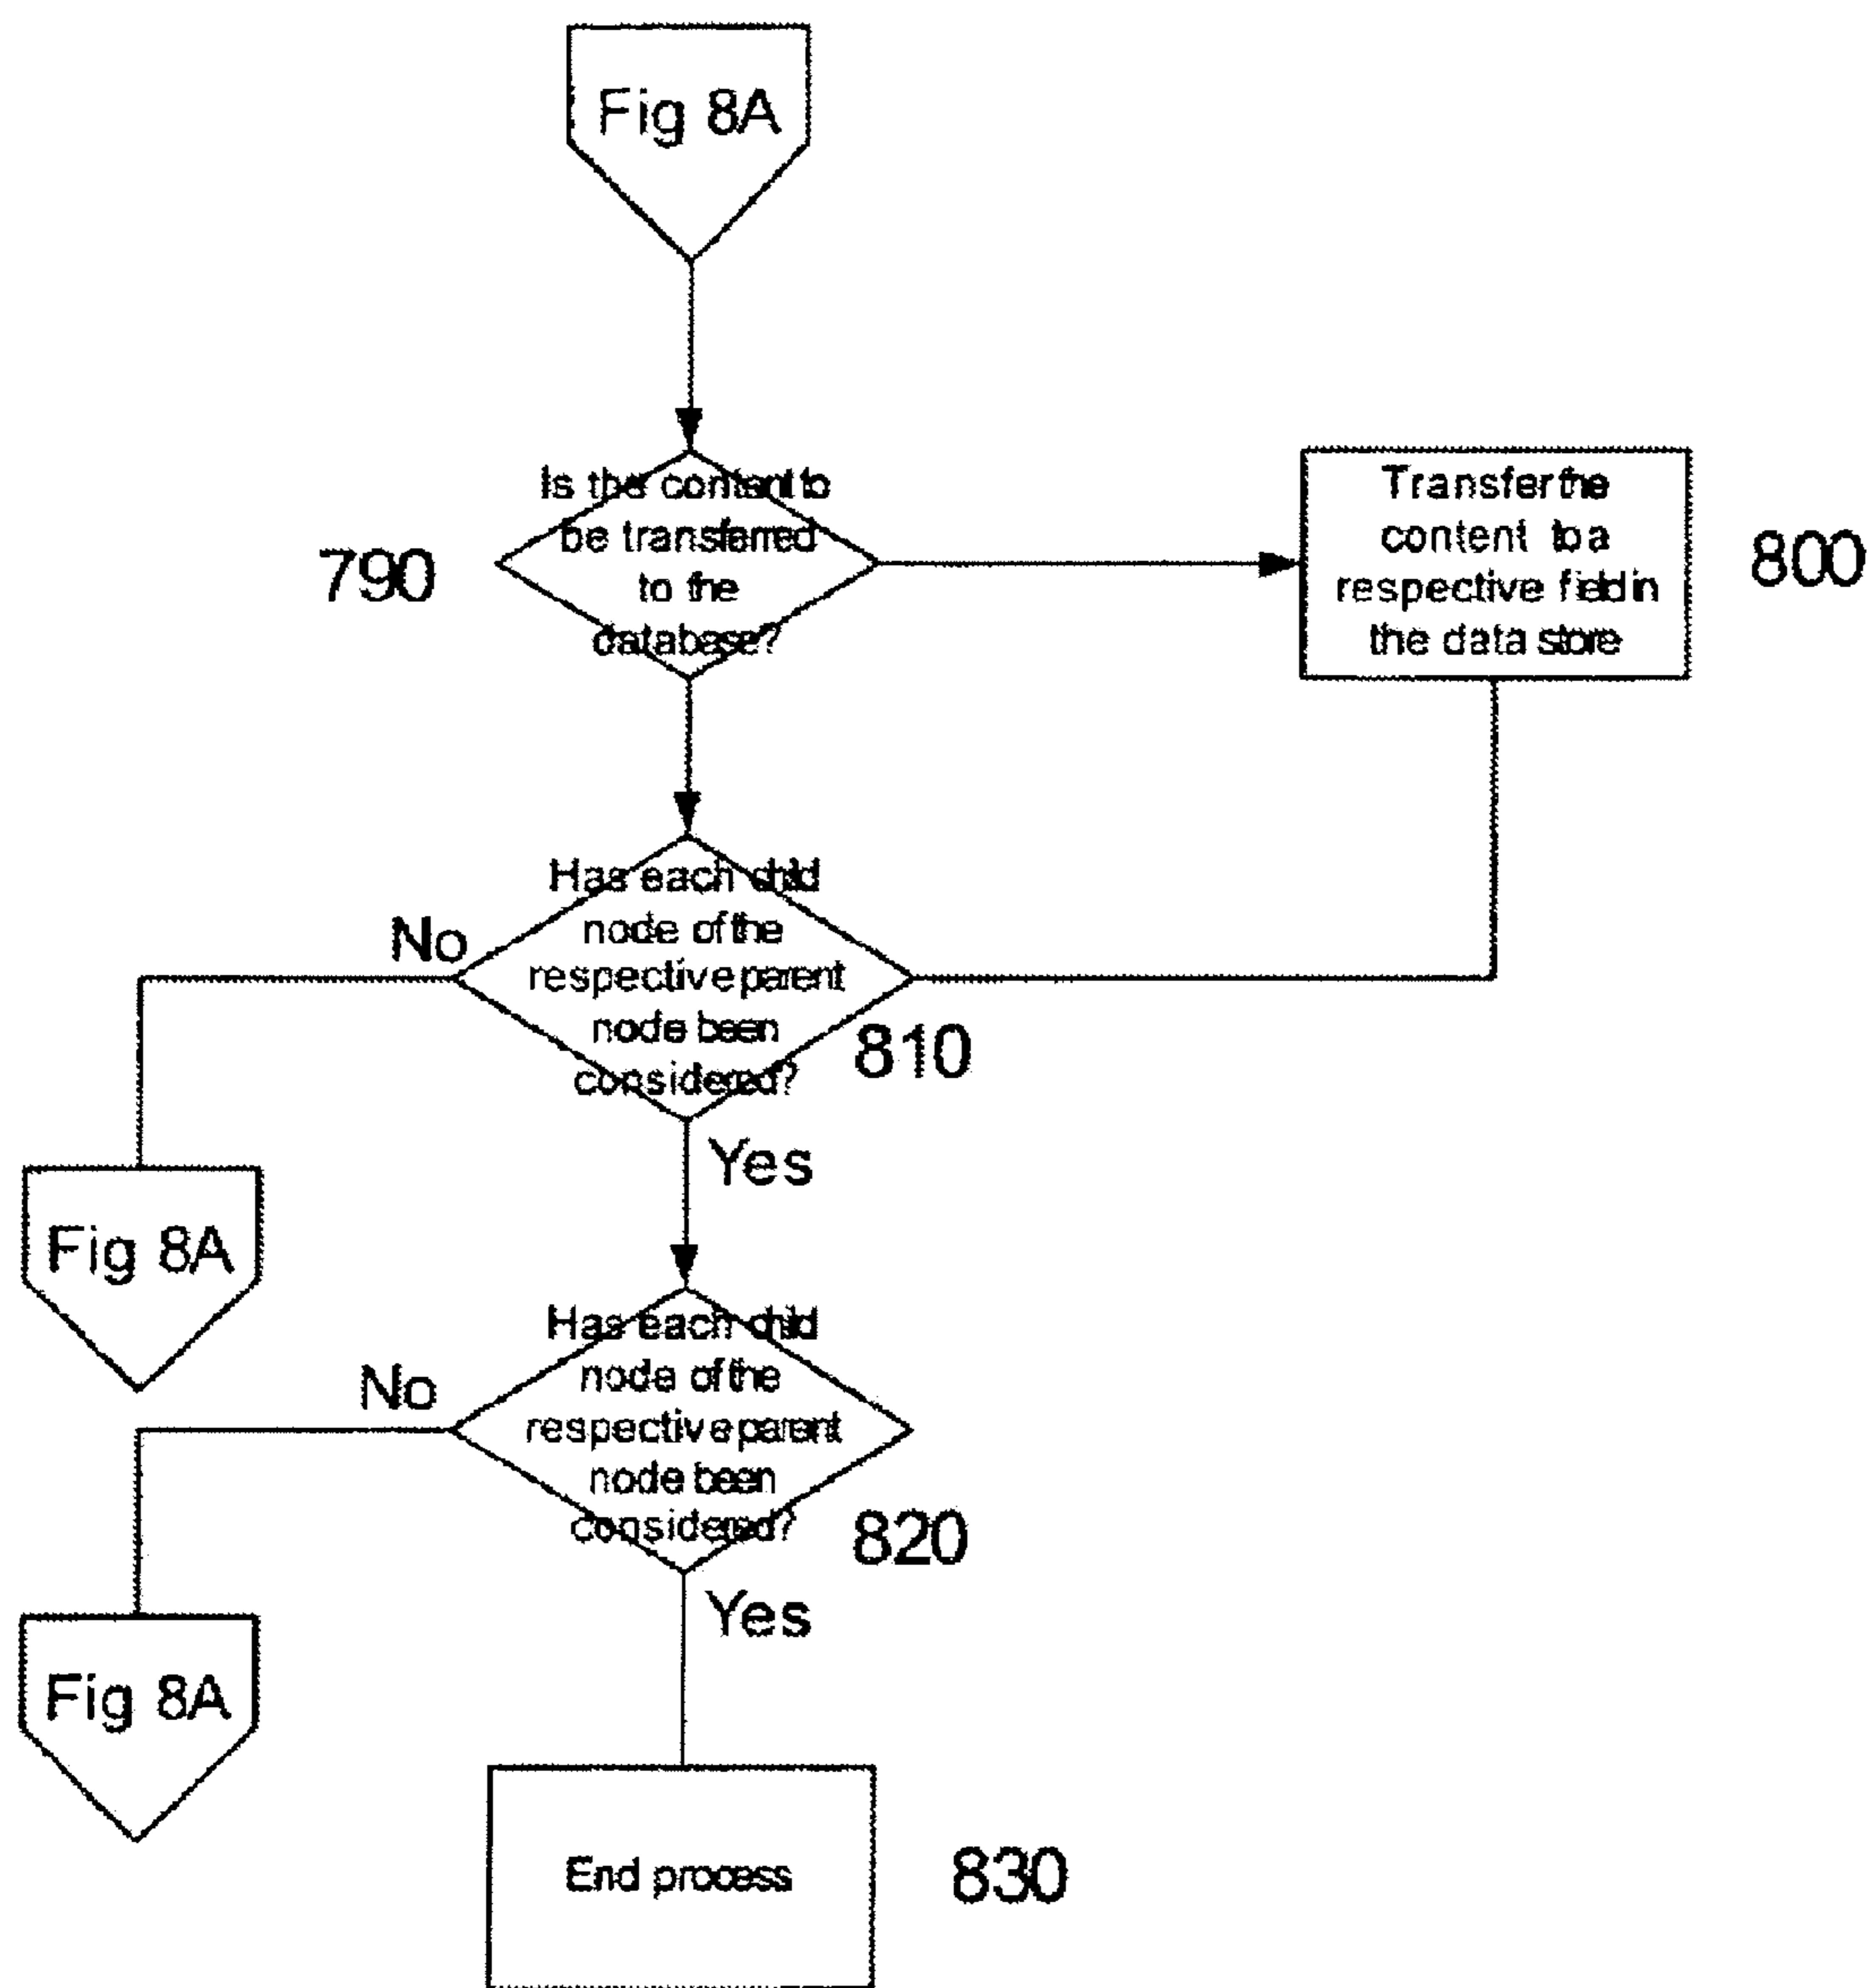 Fig 8A
Is the content to
be transferred
to the
database?
790
Transfer the
content to a
respective field in
the data store
800
Has each child
node of the
respective parent
node been
considered?
No
810
Yes
Fig 8A
Has each child
node of the
respective parent
node been
considered?
No
820
Yes
Fig 8A
End process
830